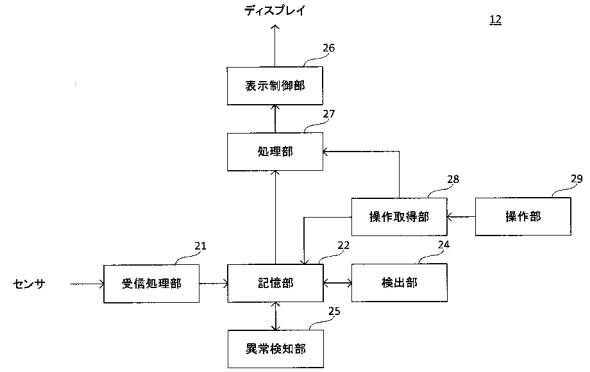 ディスプレイ
12
26
表示制御部
27
処理部
28
操作取得部
29
操作部
センサ
21
受信処理部
22
記憶部
24
検出部
25
異常検知部